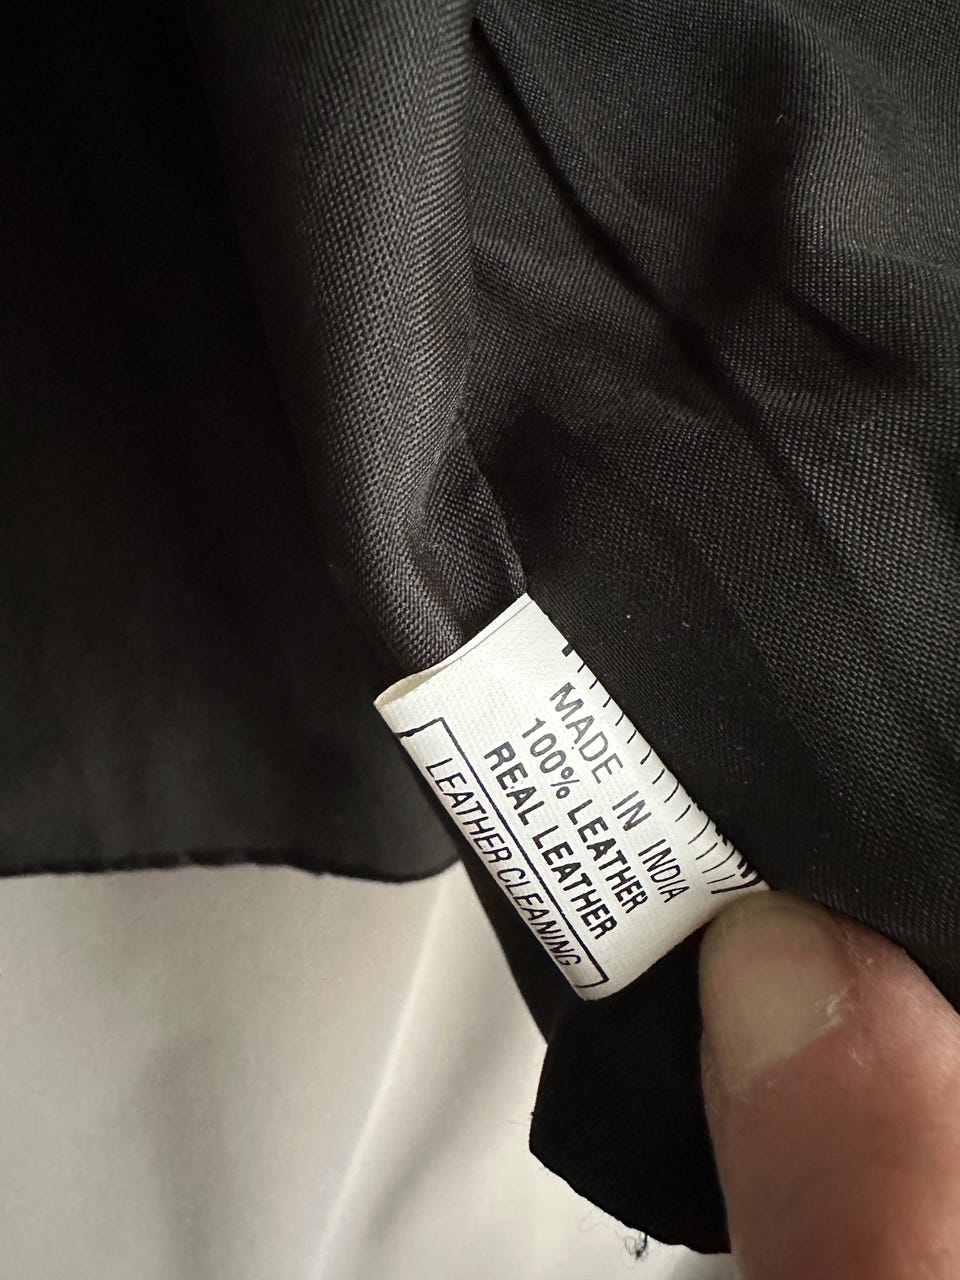 MADE IN INDIA
100% LEATHER
REAL LEATHER
LEATHER CLEANING